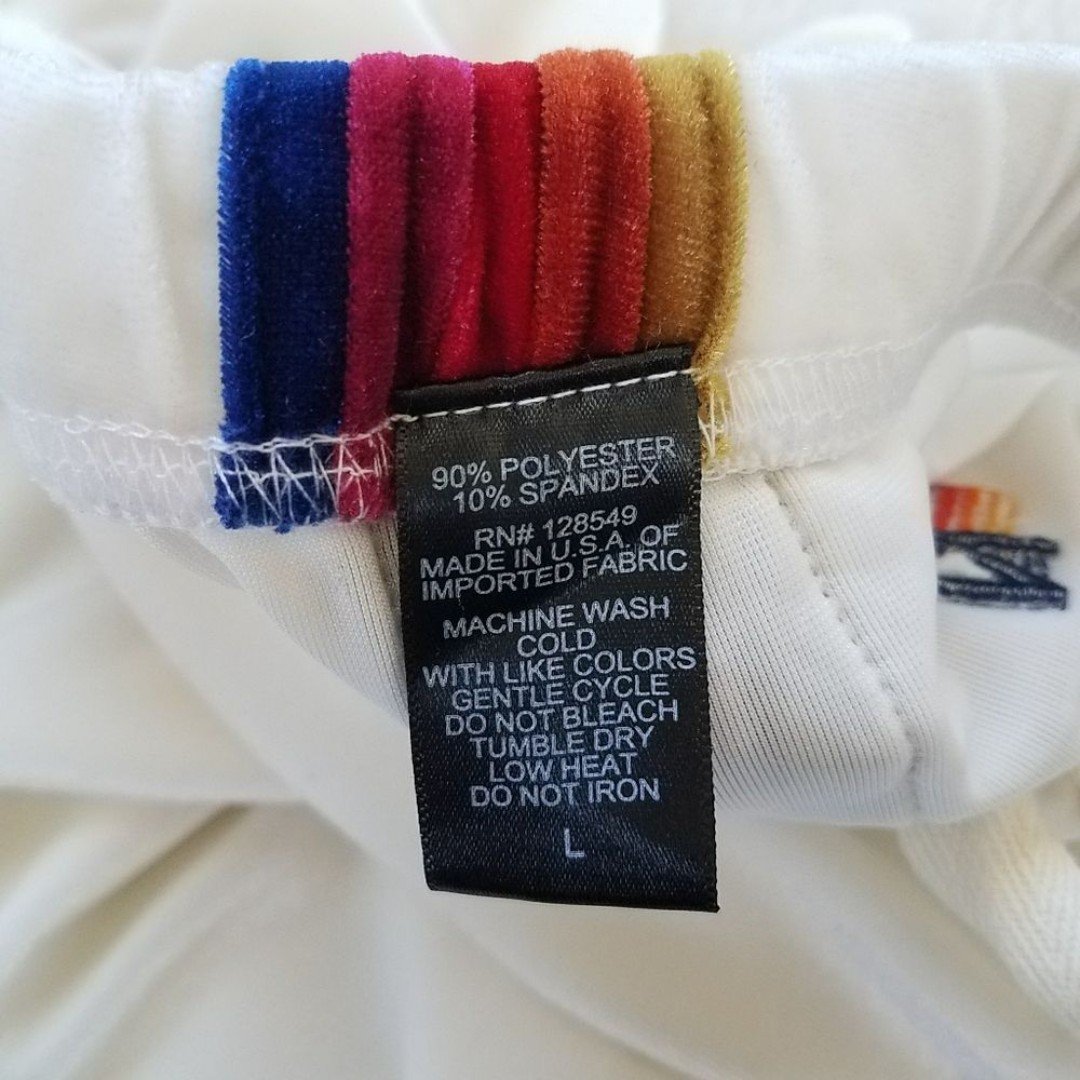 90% POLYESTER
10% SPANDEX
RN# 128549
MADE IN U.S.A. OF
IMPORTED FABRIC
MACHINE WASH
COLD
WITH LIKE COLORS
GENTLE CYCLE
DO NOT BLEACH
TUMBLE DRY
LOW HEAT
DO NOT IRON
L